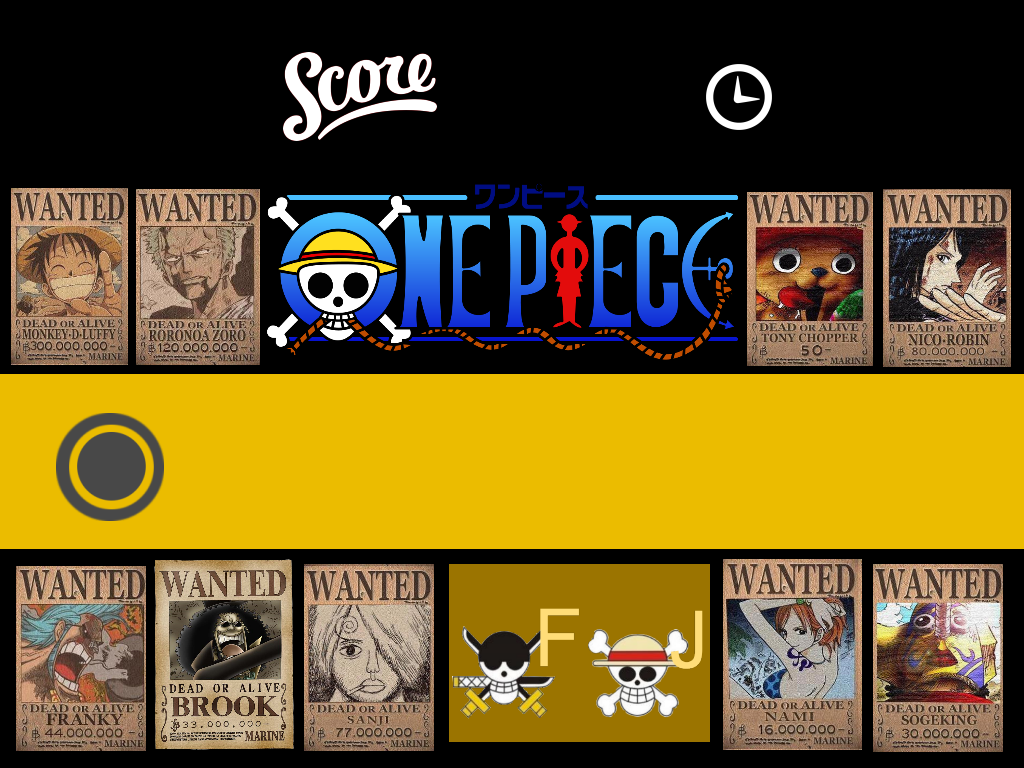 Score
WANTED
DEAD OR ALIVE
MONKEY·D·LUFFY
300.000.000-
MARINE
WANTED
DEAD OR ALIVE
RORONOA ZORO
120.000.000-
MARINE
ワンピース
ONE PIECE
WANTED
DEAD OR ALIVE
TONY CHOPPER
50-
MARINE
WANTED
DEAD OR ALIVE
NICO·ROBIN
80.000.000-
MARINE
WANTED
DEAD OR ALIVE
FRANKY
44.000.000-
MARINE
WANTED
DEAD OR ALIVE
BROOK
33.000.000-
MARINE
WANTED
DEAD OR ALIVE
SANJI
77.000.000-
MARINE
F J
WANTED
DEAD OR ALIVE
NAMI
16.000.000-
MARINE
WANTED
DEAD OR ALIVE
SOGEKING
30.000.000-
MARINE